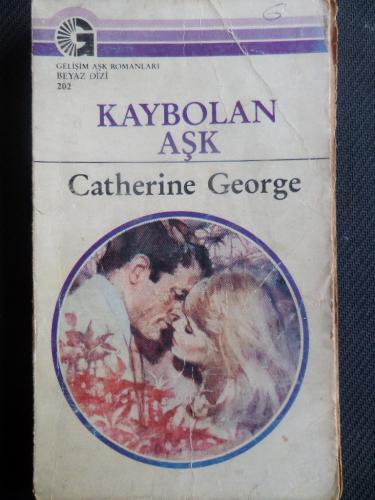 G
GELİŞİM AŞK ROMANLARI
BEYAZ DİZİ
202
KAYBOLAN
AŞK
Catherine George